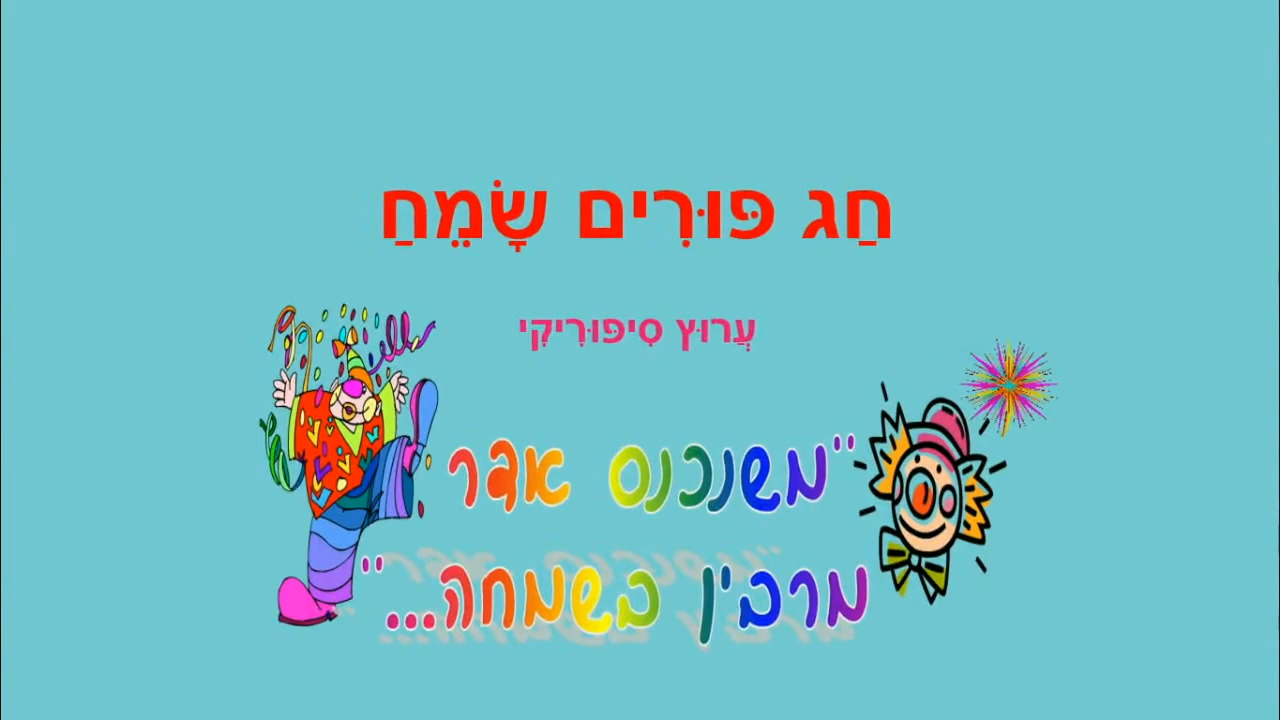 חַג פּוּרִים שָׂמֵחַ
עֲרוּץ סִיפּוּרִיקִי
"משנכנס אדר
מרבין בשמחה..."